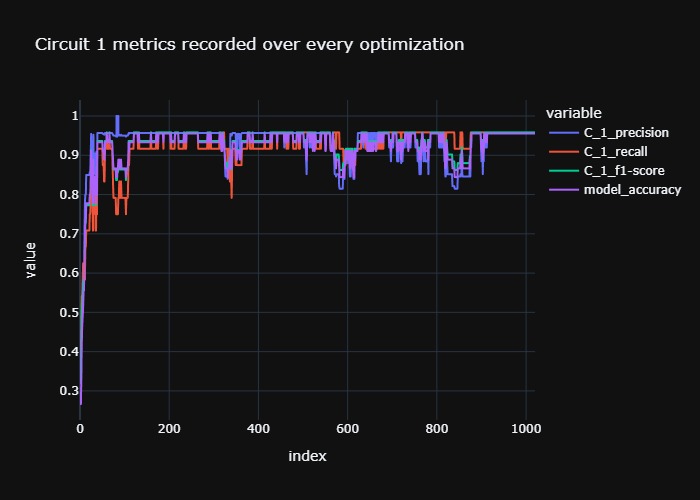 Circuit 1 metrics recorded over every optimization
variable
C_1_precision
C_1_recall
C_1_f1-score
model_accuracy
value
1
0.9
0.8
0.7
0.6
0.5
0.4
0.3
0 200 400 600 800 1000
index